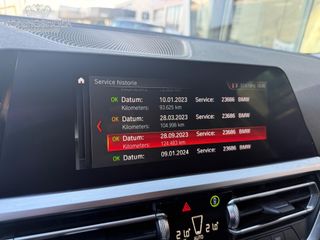 Service historie
OK Datum: 10.01.2023 Service: 23686 BMW
Kilometers: 93.625 km
OK Datum: 28.03.2023 Service: 23686 BMW
Kilometers: 104.998 km
OK Datum: 28.09.2023 Service: 23686 BMW
Kilometers: 124.483 km
OK Datum: 09.01.2024 Service: 23686 BMW
AUTO